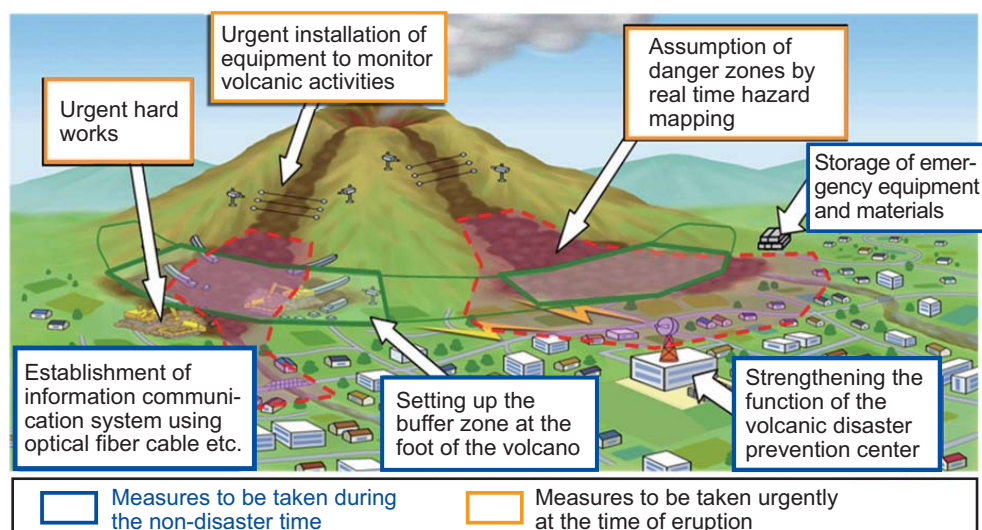 Urgent installation of
equipment to monitor
volcanic activities
Assumption of
danger zones by
real time hazard
mapping
Urgent hard
works
Storage of emer-
gency equipment
and materials
Establishment of
information communi-
cation system using
optical fiber cable etc.
Setting up the
buffer zone at the
foot of the volcano
Strengthening the
function of the
volcanic disaster
prevention center
Measures to be taken during
the non-disaster time
Measures to be taken urgently
at the time of eruption